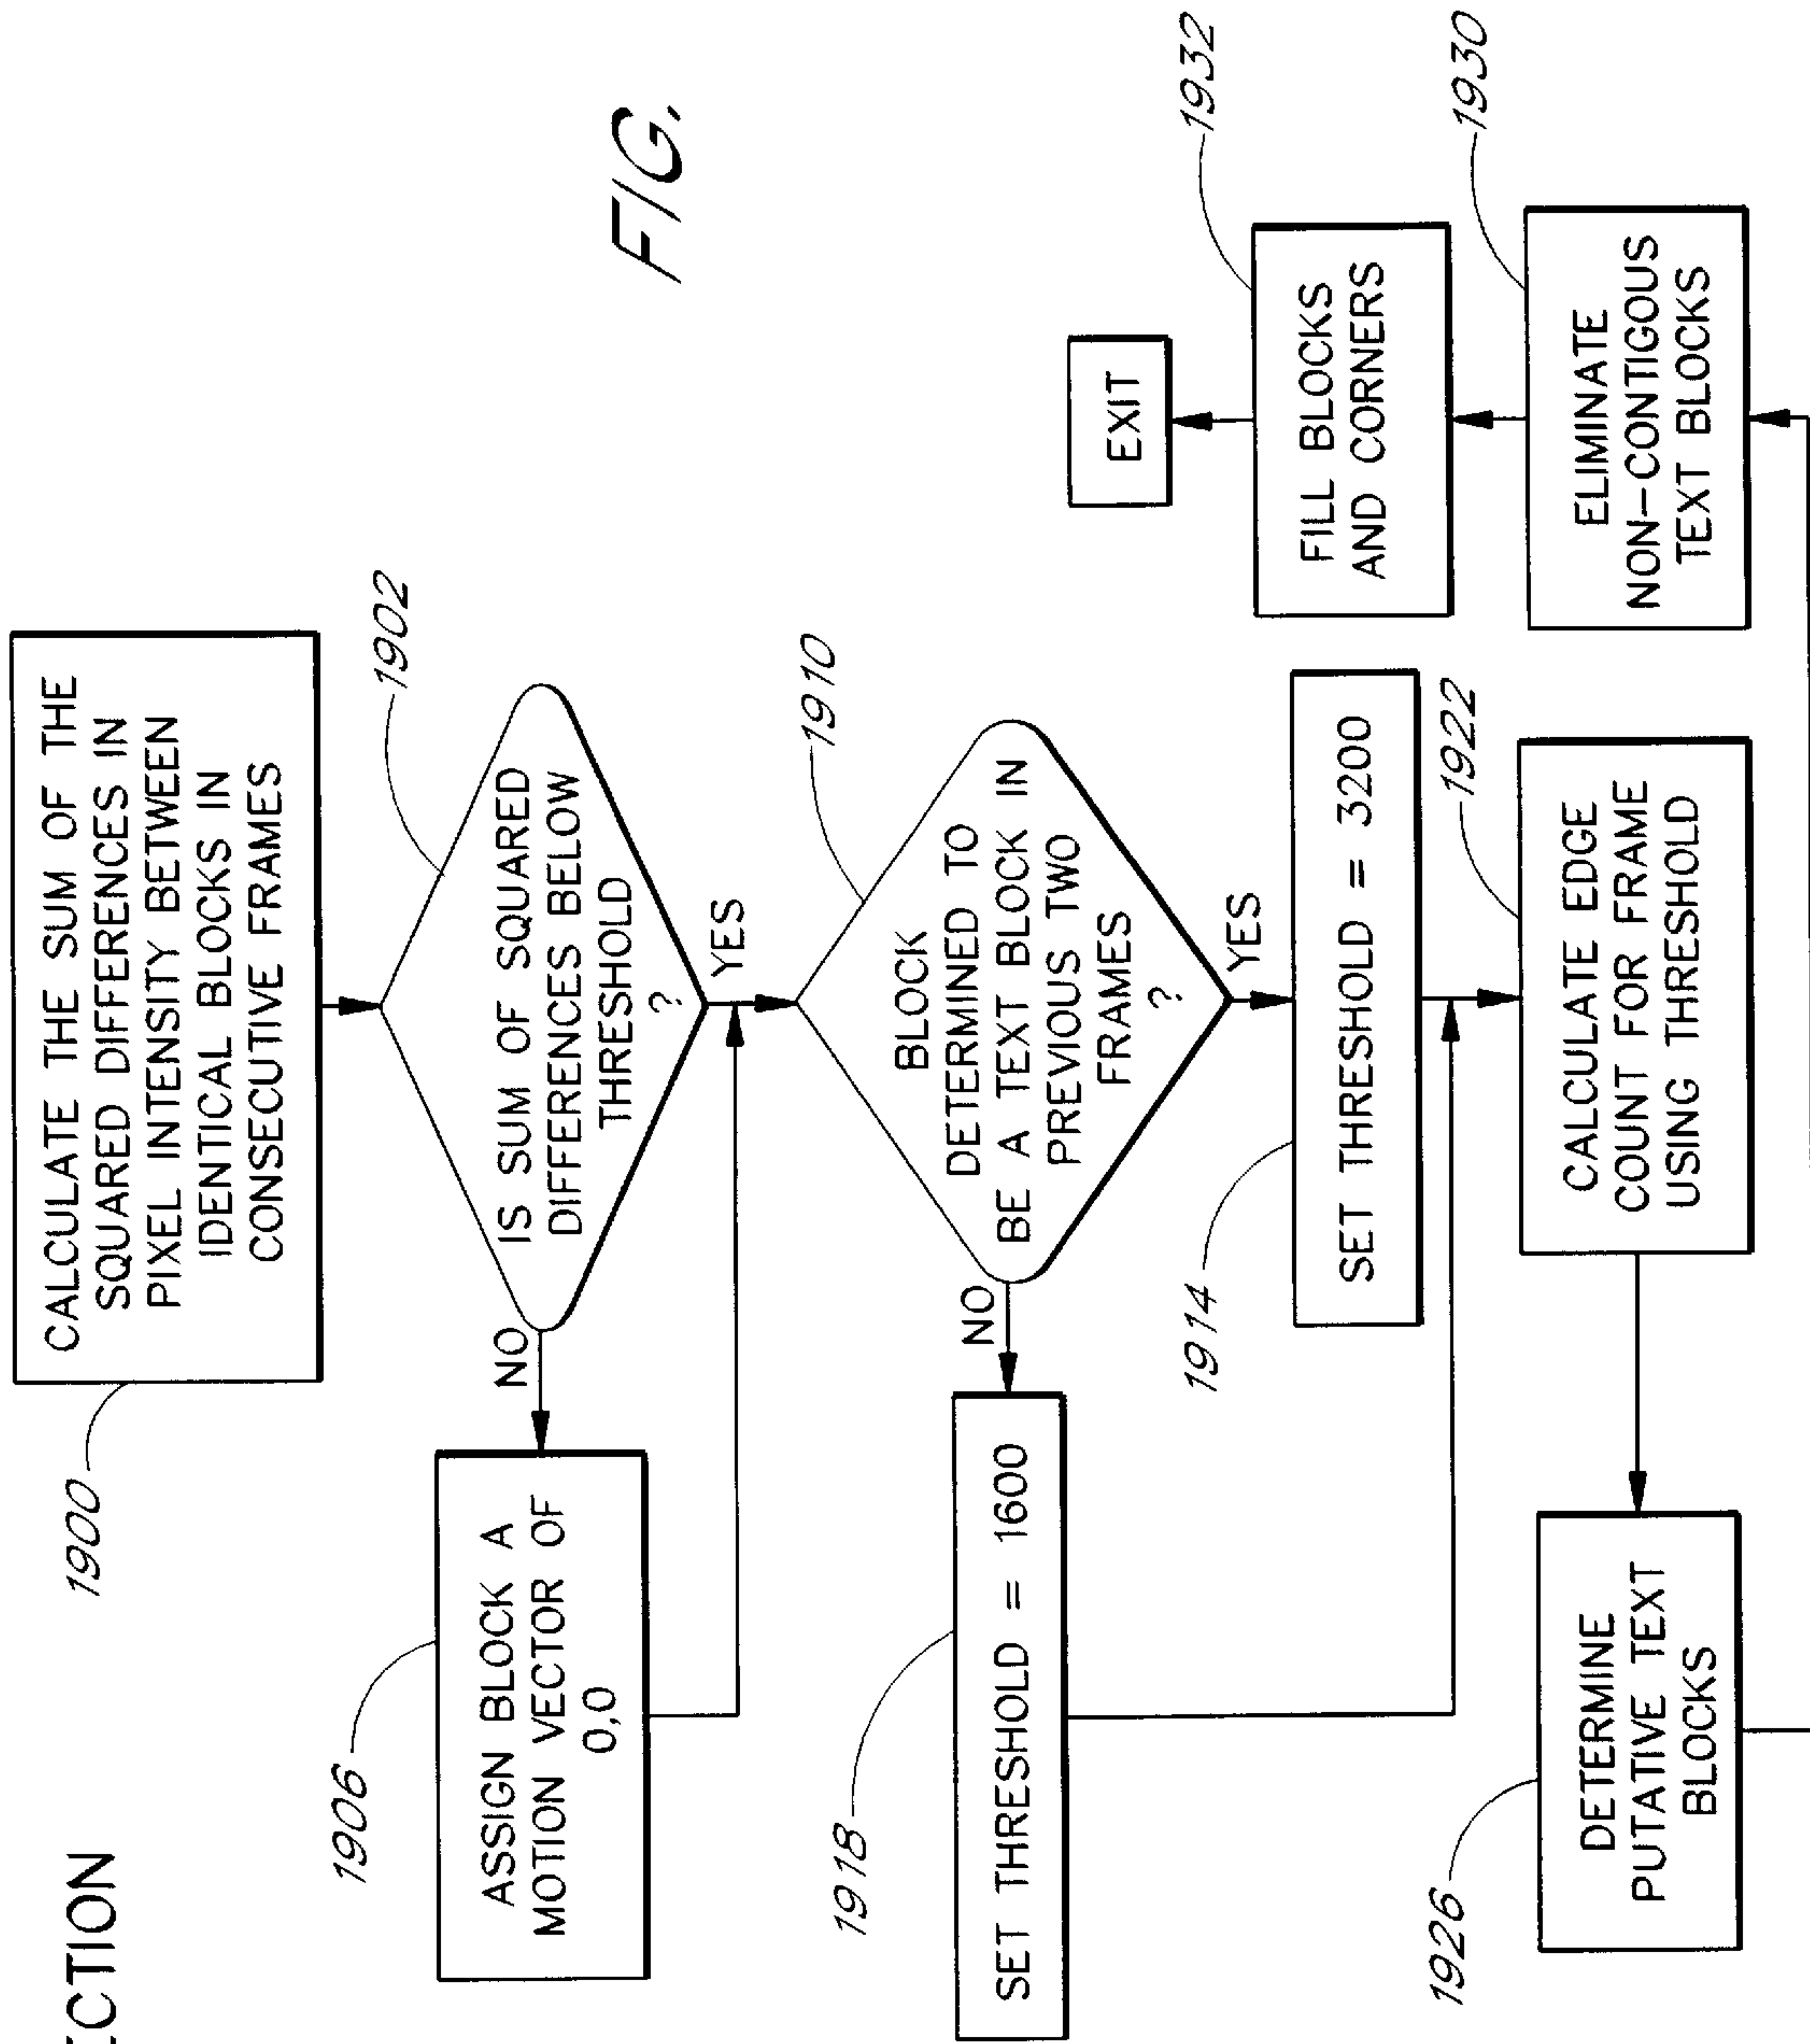 ECTION
1900
CALCULATE THE SUM OF THE
SQUARED DIFFERENCES IN
PIXEL INTENSITY BETWEEN
IDENTICAL BLOCKS IN
CONSECUTIVE FRAMES
1902
IS SUM OF SQUARED
DIFFERENCES BELOW
THRESHOLD
?
NO
YES
1906
ASSIGN BLOCK A
MOTION VECTOR OF
0,0
1910
BLOCK
DETERMINED TO
BE A TEXT BLOCK IN
PREVIOUS TWO
FRAMES
?
NO
YES
1918
SET THRESHOLD = 1600
1914
SET THRESHOLD = 3200
1922
CALCULATE EDGE
COUNT FOR FRAME
USING THRESHOLD
1926
DETERMINE
PUTATIVE TEXT
BLOCKS
1930
ELIMINATE
NON-CONTIGOUS
TEXT BLOCKS
1932
FILL BLOCKS
AND CORNERS
EXIT
FIG.